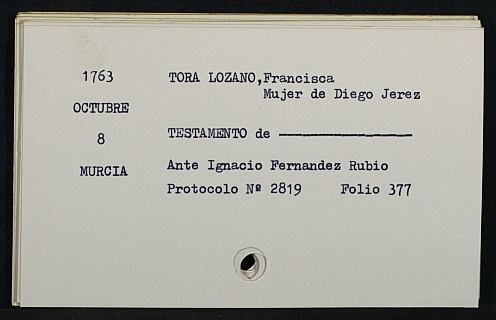 1763 TORA LOZANO,Francisca
Mujer de Diego Jerez
OCTUBRE
8 TESTAMENTO de -----------------
MURCIA Ante Ignacio Fernandez Rubio
Protocolo Nº 2819 Folio 377